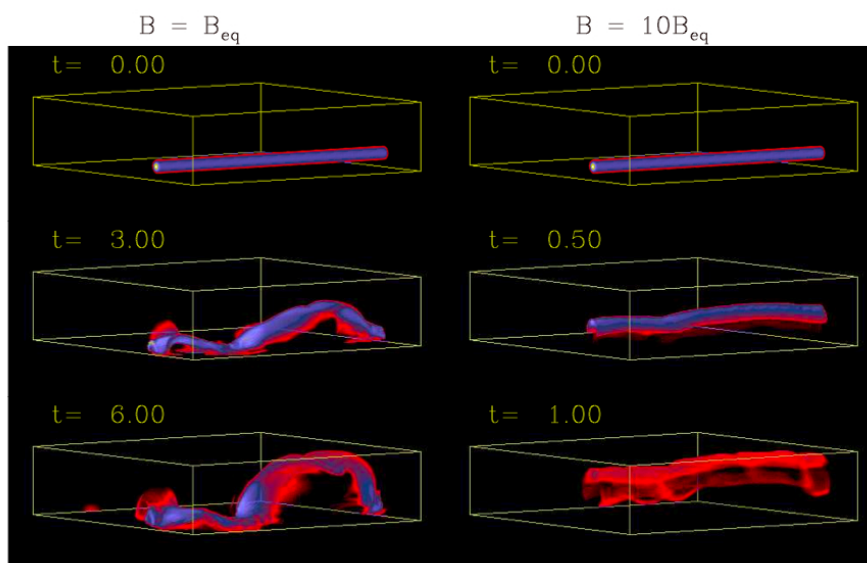 B = B_eq B = 10B_eq
t= 0.00 t= 0.00
t= 3.00 t= 0.50
t= 6.00 t= 1.00